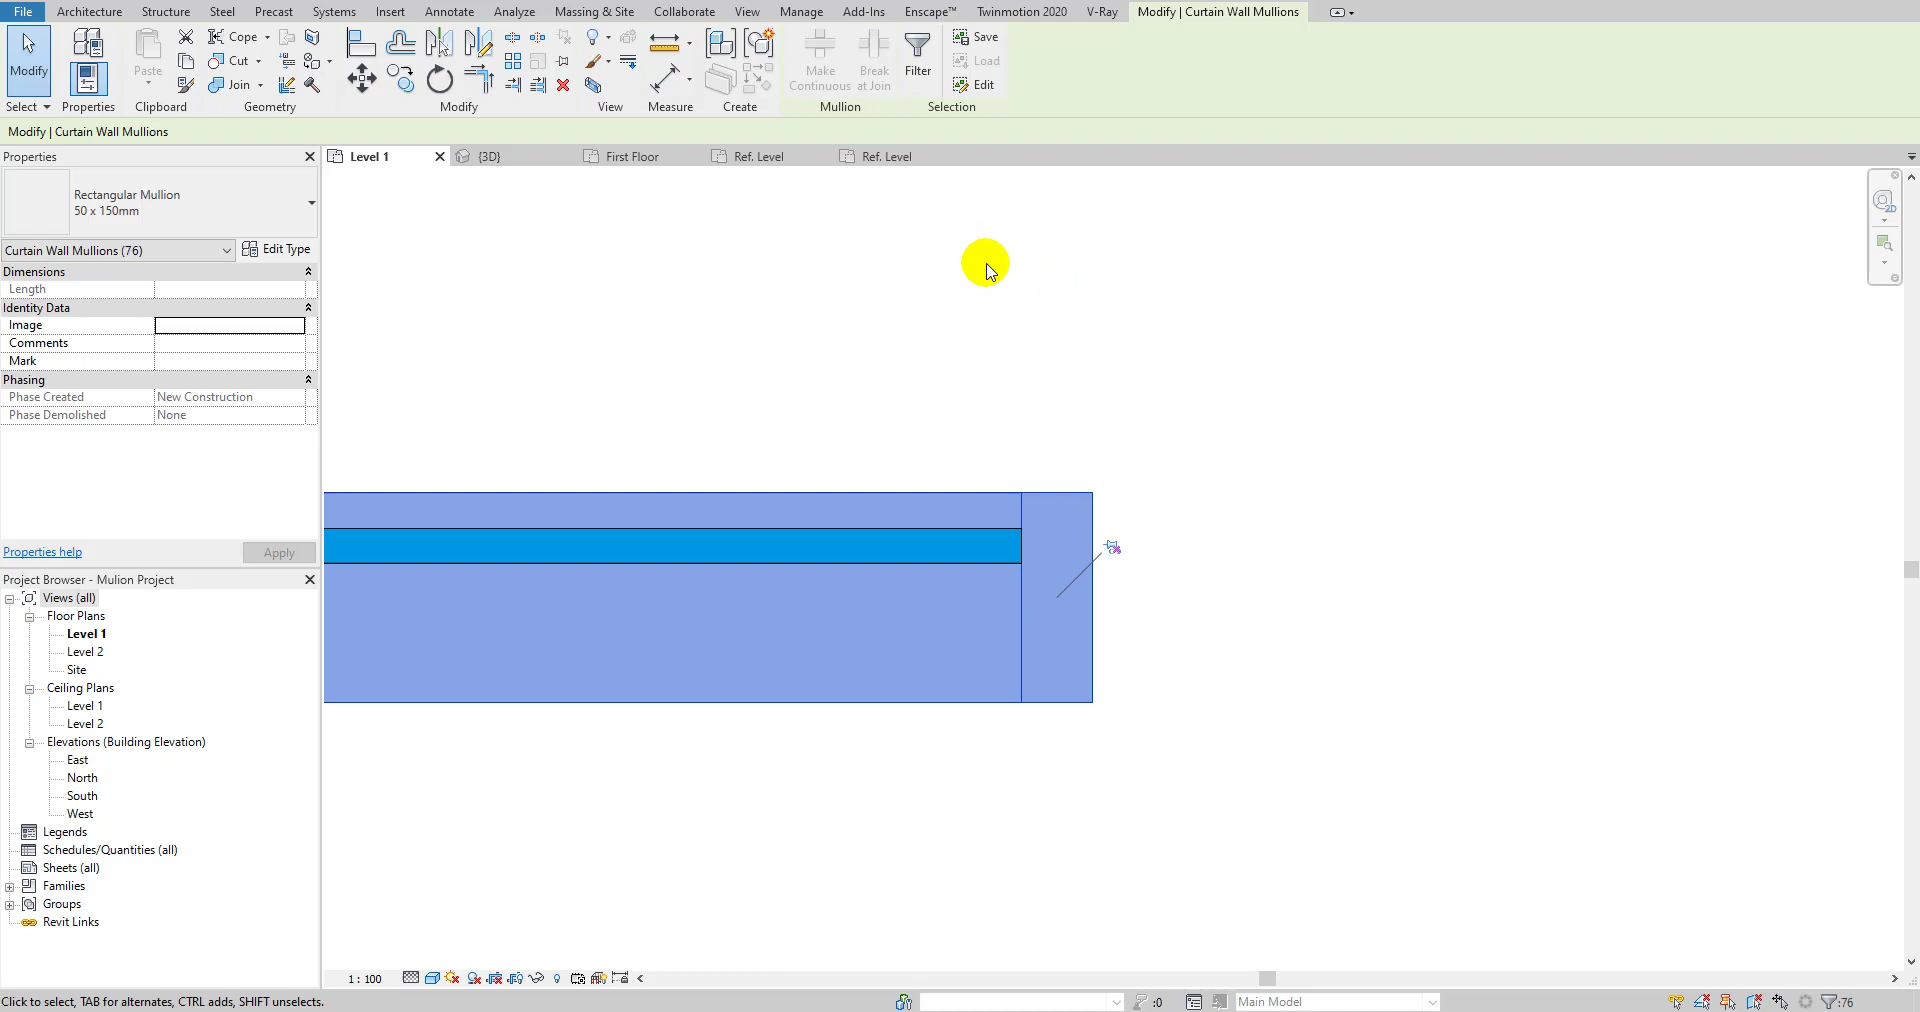 File Architecture Structure Steel Precast Systems Insert Annotate Analyze Massing & Site Collaborate View Manage Add-Ins Enscape™ Twinmotion 2020 V-Ray Modify | Curtain Wall Mullions
Modify
Paste
Cope
Cut
Join
Make Continuous
Break at Join
Filter
Save
Load
Edit
Select Properties Clipboard Geometry Modify View Measure Create Mullion Selection
Modify | Curtain Wall Mullions
Properties
Level 1
{3D}
First Floor
Ref. Level
Ref. Level
Rectangular Mullion
50 x 150mm
Curtain Wall Mullions (76)
Edit Type
Dimensions
Length
Identity Data
Image
Comments
Mark
Phasing
Phase Created New Construction
Phase Demolished None
Properties help
Apply
Project Browser - Mulion Project
Views (all)
Floor Plans
Level 1
Level 2
Site
Ceiling Plans
Level 1
Level 2
Elevations (Building Elevation)
East
North
South
West
Legends
Schedules/Quantities (all)
Sheets (all)
Families
Groups
Revit Links
2D
1 : 100
Click to select, TAB for alternates, CTRL adds, SHIFT unselects.
:0
Main Model
:76